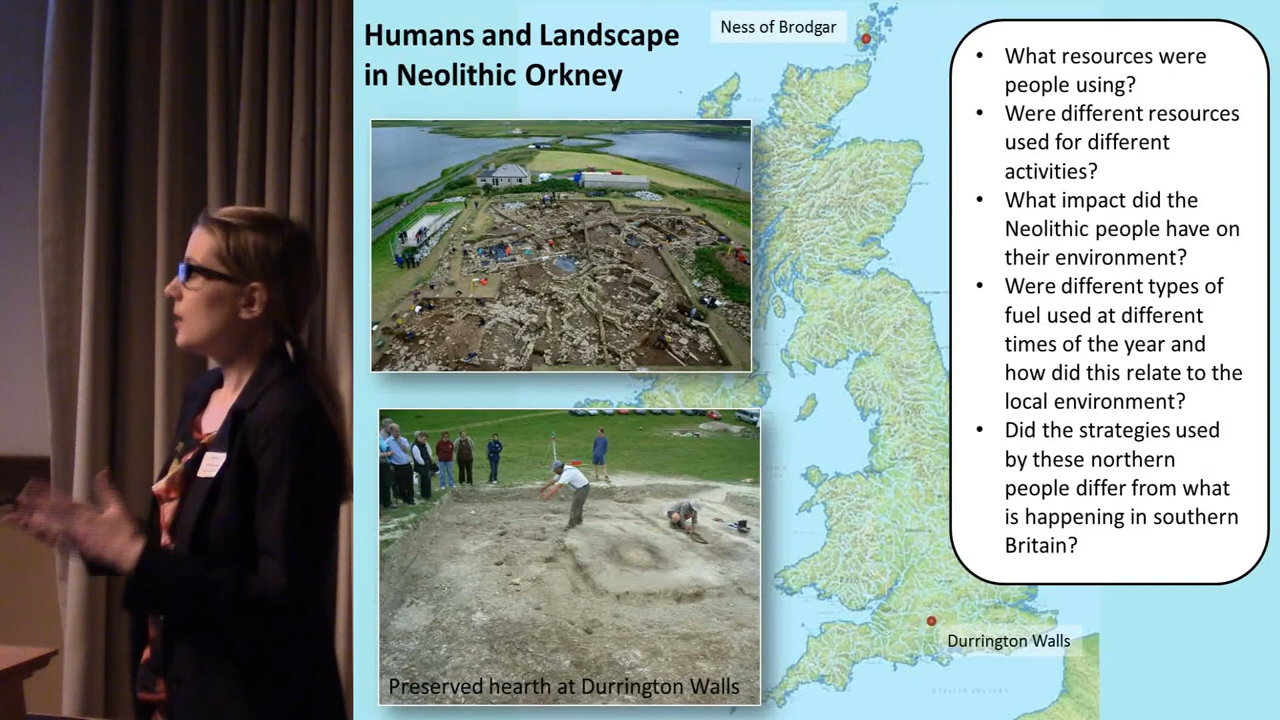 Humans and Landscape
in Neolithic Orkney
Ness of Brodgar
• What resources were
people using?
• Were different resources
used for different
activities?
• What impact did the
Neolithic people have on
their environment?
• Were different types of
fuel used at different
times of the year and
how did this relate to the
local environment?
• Did the strategies used
by these northern
people differ from what
is happening in southern
Britain?
Durrington Walls
Preserved hearth at Durrington Walls